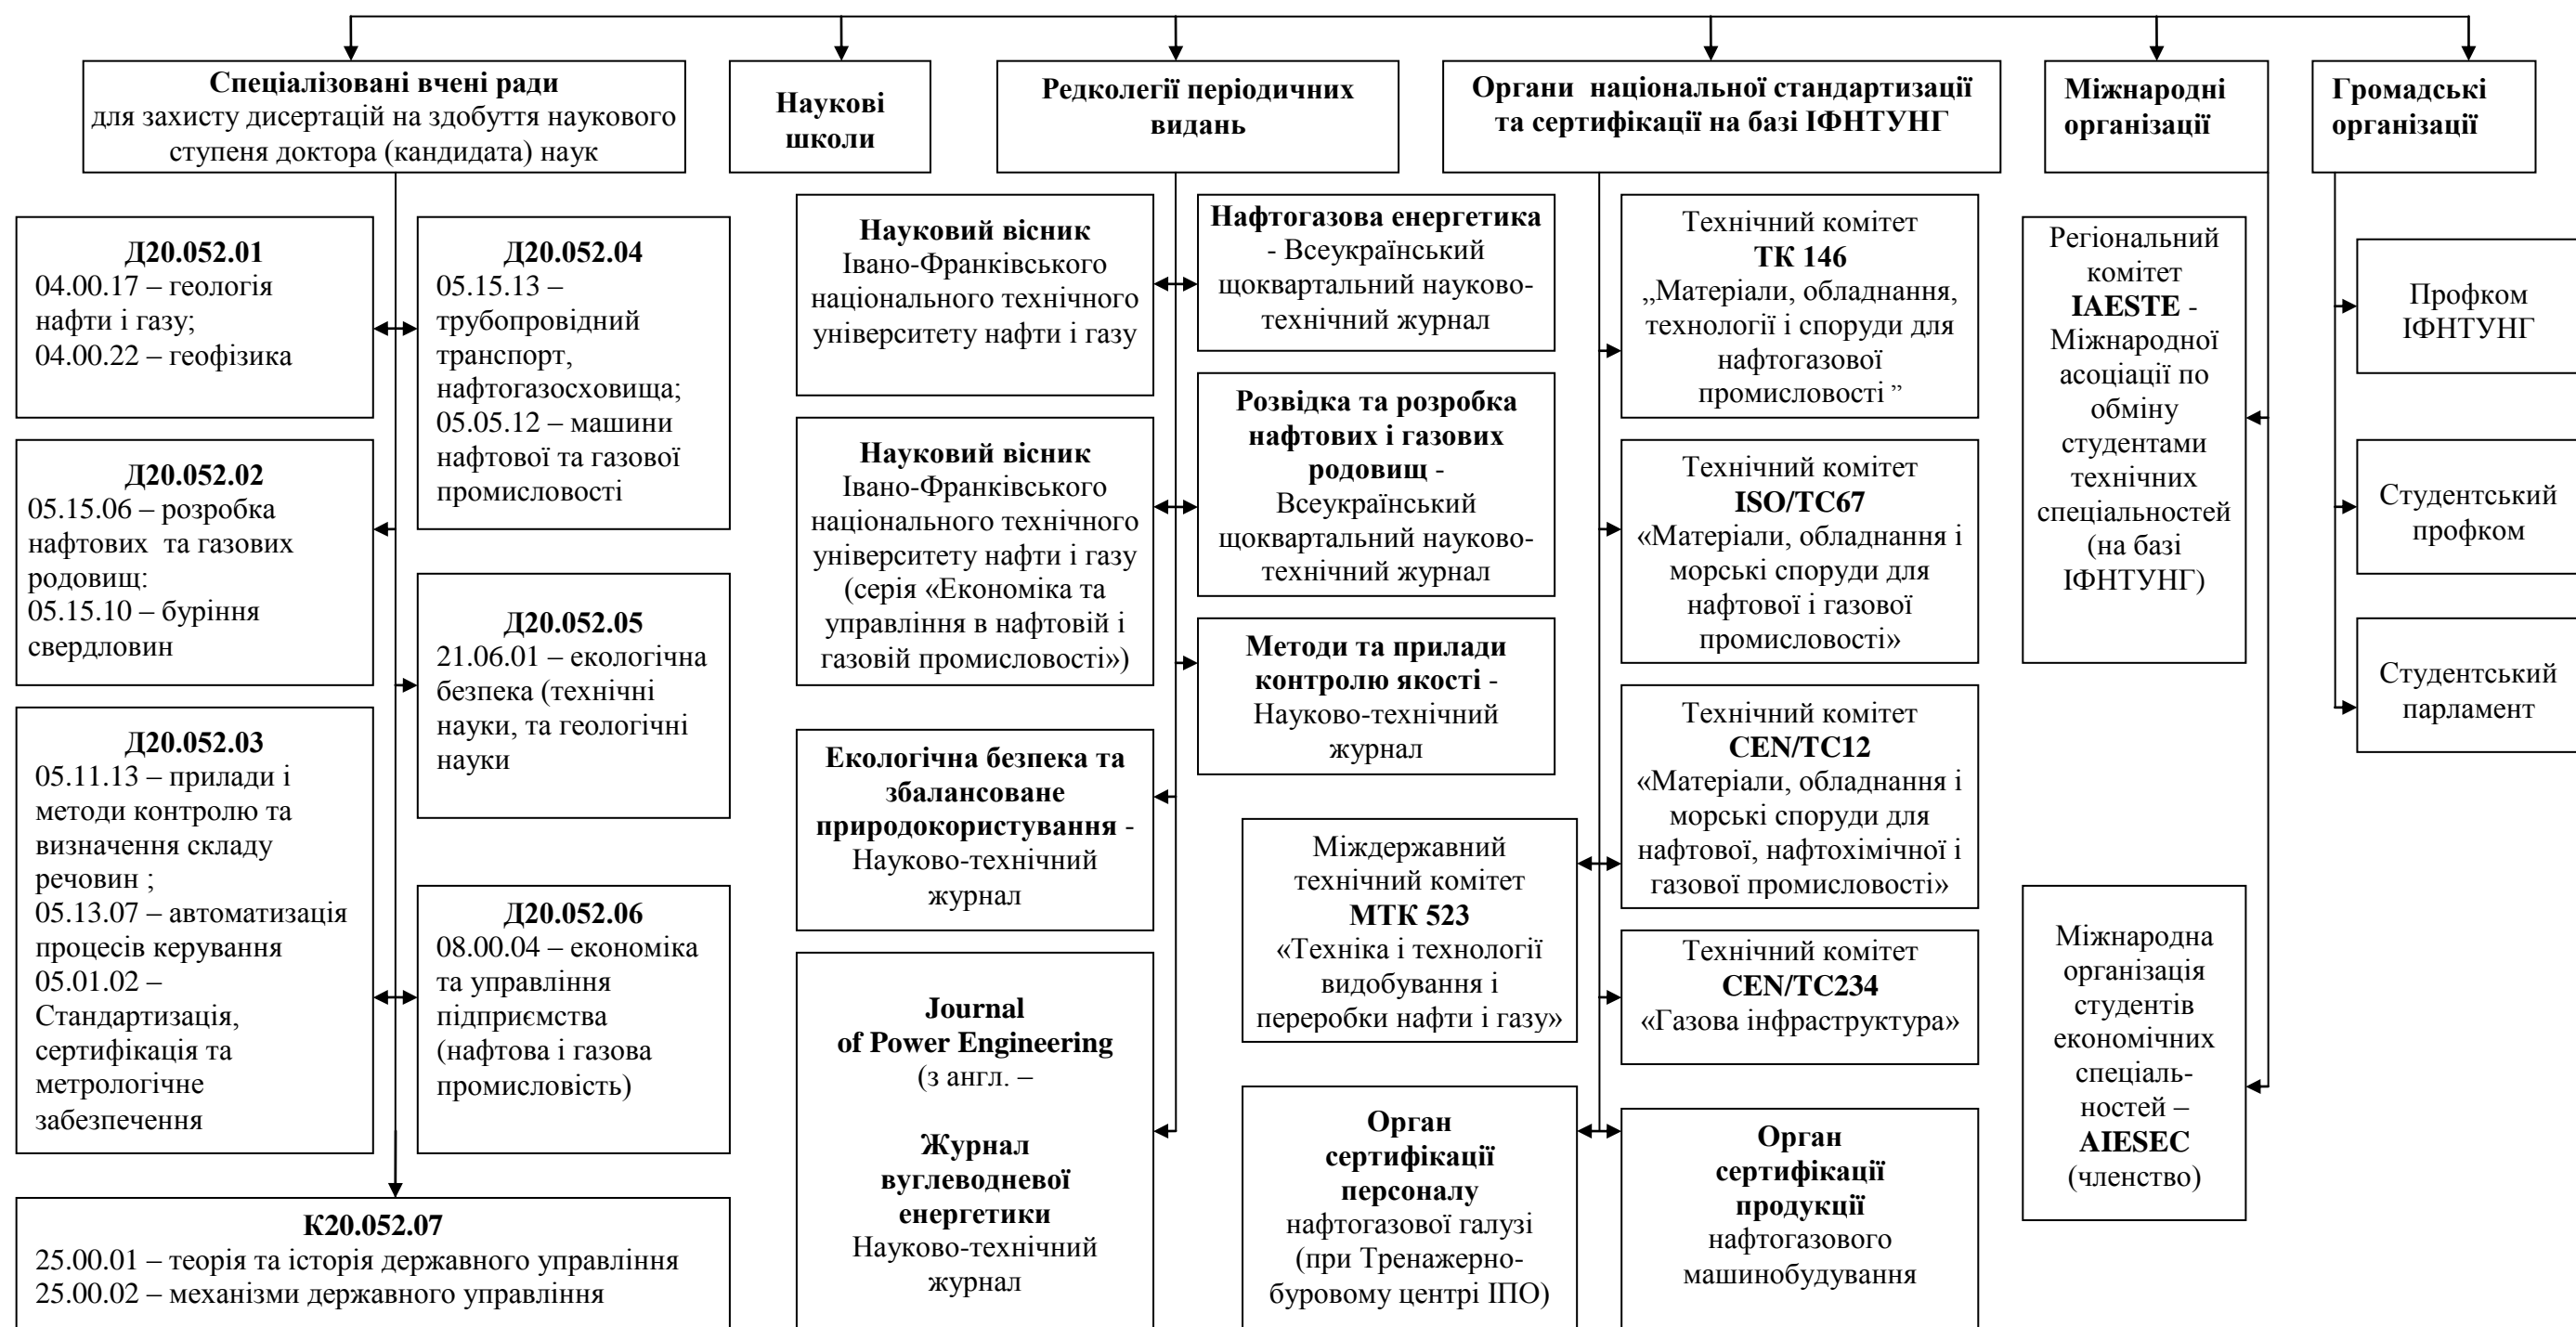 Спеціалізовані вчені ради
для захисту дисертацій на здобуття наукового
ступеня доктора (кандидата) наук
Наукові
школи
Редколегії періодичних
видань
Органи національної стандартизації
та сертифікації на базі ІФНТУНГ
Міжнародні
організації
Громадські
організації
Д20.052.01
04.00.17 – геологія
нафти і газу;
04.00.22 – геофізика
Д20.052.02
05.15.06 – розробка
нафтових та газових
родовищ:
05.15.10 – буріння
свердловин
Д20.052.03
05.11.13 – прилади і
методи контролю та
визначення складу
речовин ;
05.13.07 – автоматизація
процесів керування
05.01.02 –
Стандартизація,
сертифікація та
метрологічне
забезпечення
Д20.052.04
05.15.13 –
трубопровідний
транспорт,
нафтогазосховища;
05.05.12 – машини
нафтової та газової
промисловості
Д20.052.05
21.06.01 – екологічна
безпека (технічні
науки, та геологічні
науки
Д20.052.06
08.00.04 – економіка
та управління
підприємства
(нафтова і газова
промисловість)
К20.052.07
25.00.01 – теорія та історія державного управління
25.00.02 – механізми державного управління
Науковий вісник
Івано-Франківського
національного технічного
університету нафти і газу
Науковий вісник
Івано-Франківського
національного технічного
університету нафти і газу
(серія «Економіка та
управління в нафтовій і
газовій промисловості»)
Екологічна безпека та
збалансоване
природокористування -
Науково-технічний
журнал
Journal
of Power Engineering
(з англ. –
Журнал
вуглеводневої
енергетики
Науково-технічний
журнал
Нафтогазова енергетика
- Всеукраїнський
щоквартальний науково-
технічний журнал
Розвідка та розробка
нафтових і газових
родовищ -
Всеукраїнський
щоквартальний науково-
технічний журнал
Методи та прилади
контролю якості -
Науково-технічний
журнал
Міждержавний
технічний комітет
МТК 523
«Техніка і технології
видобування і
переробки нафти і газу»
Орган
сертифікації
персоналу
нафтогазової галузі
(при Тренажерно-
буровому центрі ІПО)
Технічний комітет
ТК 146
„Матеріали, обладнання,
технології і споруди для
нафтогазової
промисловості ”
Технічний комітет
ISO/TC67
«Матеріали, обладнання і
морські споруди для
нафтової і газової
промисловості»
Технічний комітет
CEN/TC12
«Матеріали, обладнання і
морські споруди для
нафтової, нафтохімічної і
газової промисловості»
Технічний комітет
CEN/TC234
«Газова інфраструктура»
Орган
сертифікації
продукції
нафтогазового
машинобудування
Регіональний
комітет
IAESTE -
Міжнародної
асоціації по
обміну
студентами
технічних
спеціальностей
(на базі
ІФНТУНГ)
Міжнародна
організація
студентів
економічних
спеціаль-
ностей –
AIESEC
(членство)
Профком
ІФНТУНГ
Студентський
профком
Студентський
парламент